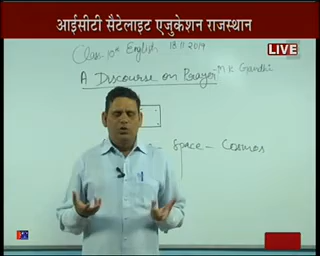 आईसीटी सैटेलाइट एजुकेशन राजस्थान
LIVE
Class 10th English 18.11.2019
A Discourse on Prayer - M K Gandhi
Space - Cosmos